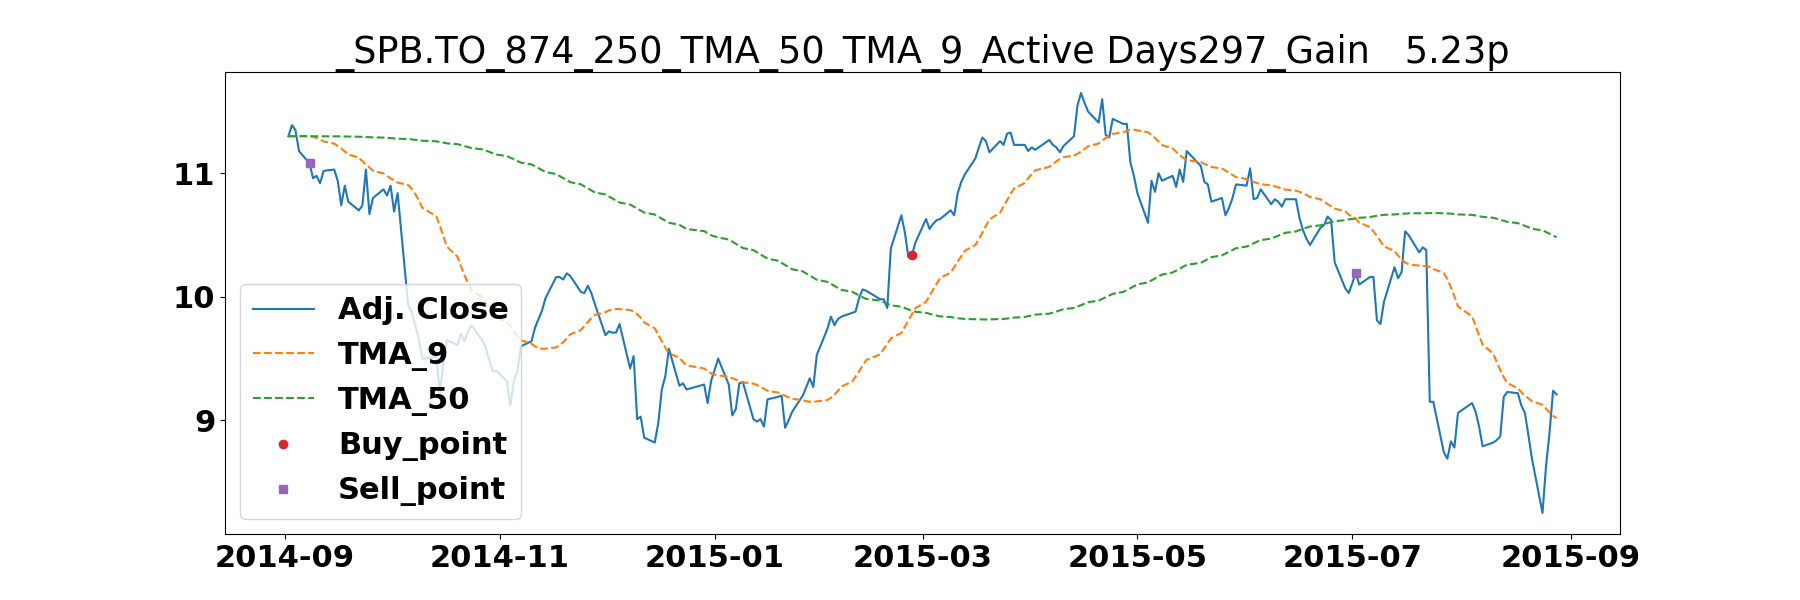 _SPB.TO_874_250_TMA_50_TMA_9_Active Days297_Gain   5.23p
11
10
9
Adj. Close
TMA_9
TMA_50
Buy_point
Sell_point
2014-09 2014-11 2015-01 2015-03 2015-05 2015-07 2015-09